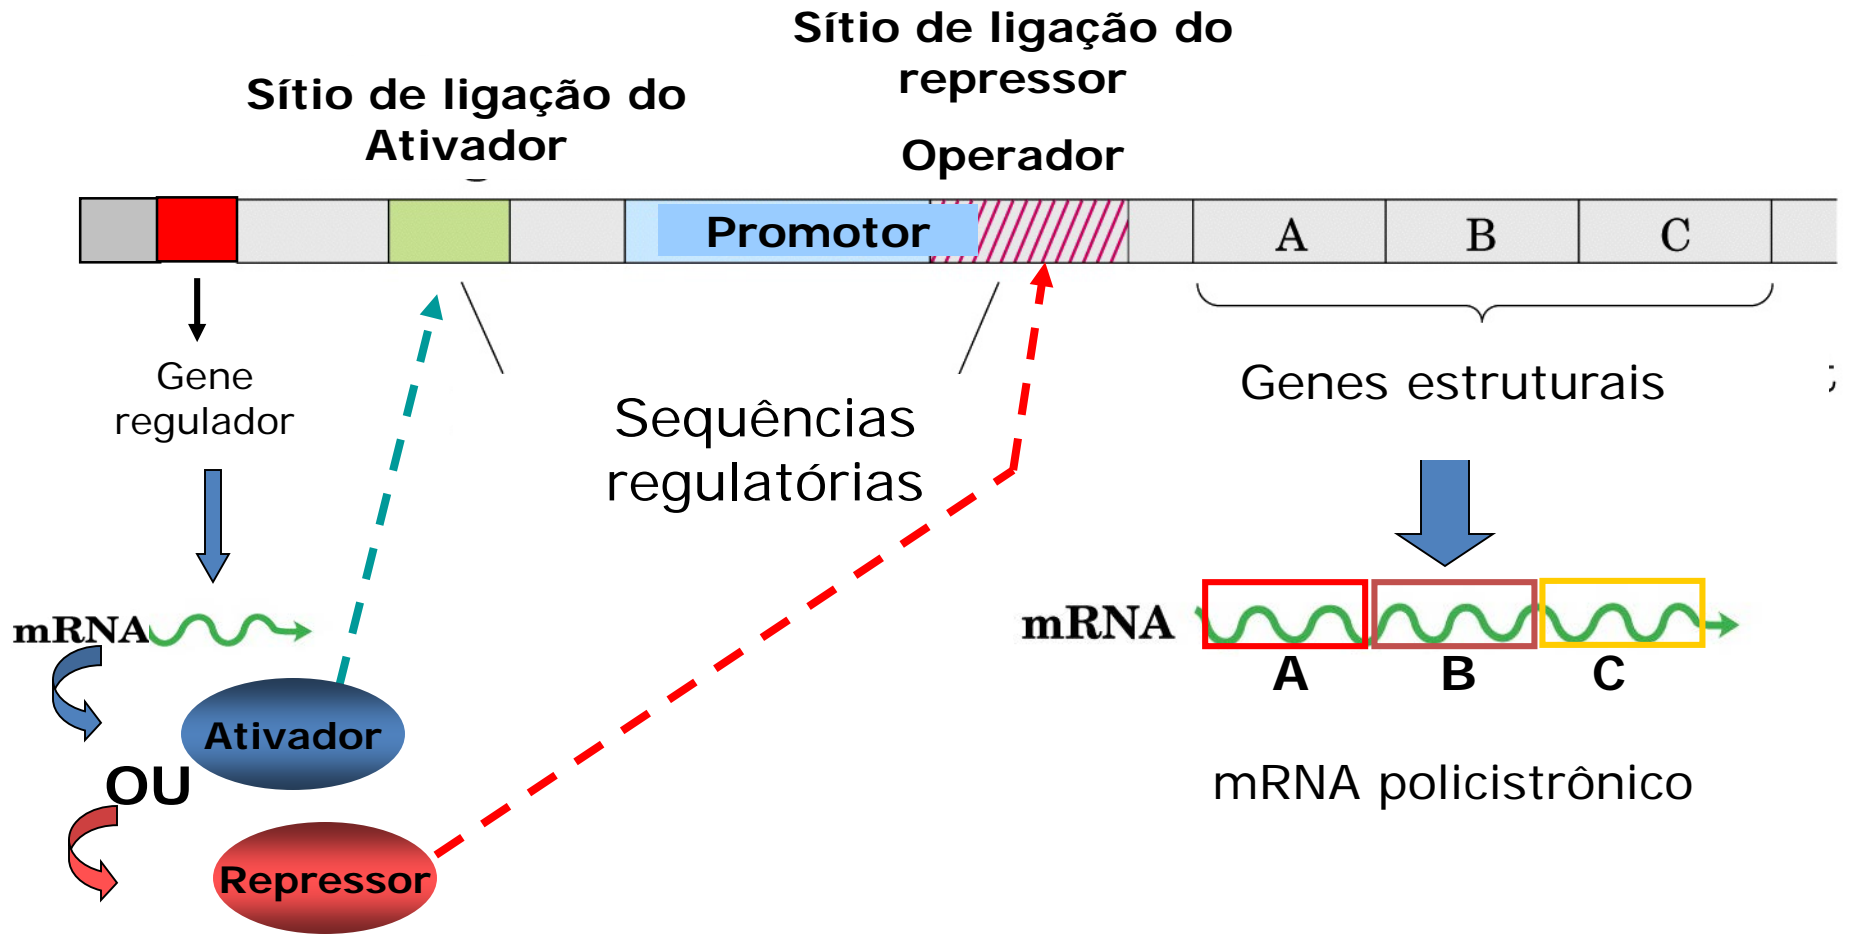 Sítio de ligação do
repressor
Sítio de ligação do
Ativador
Operador
Promotor
A
B
C
Gene
regulador
Sequências
regulatórias
Genes estruturais
mRNA
Ativador
OU
Repressor
mRNA
A
B
C
mRNA policistrônico